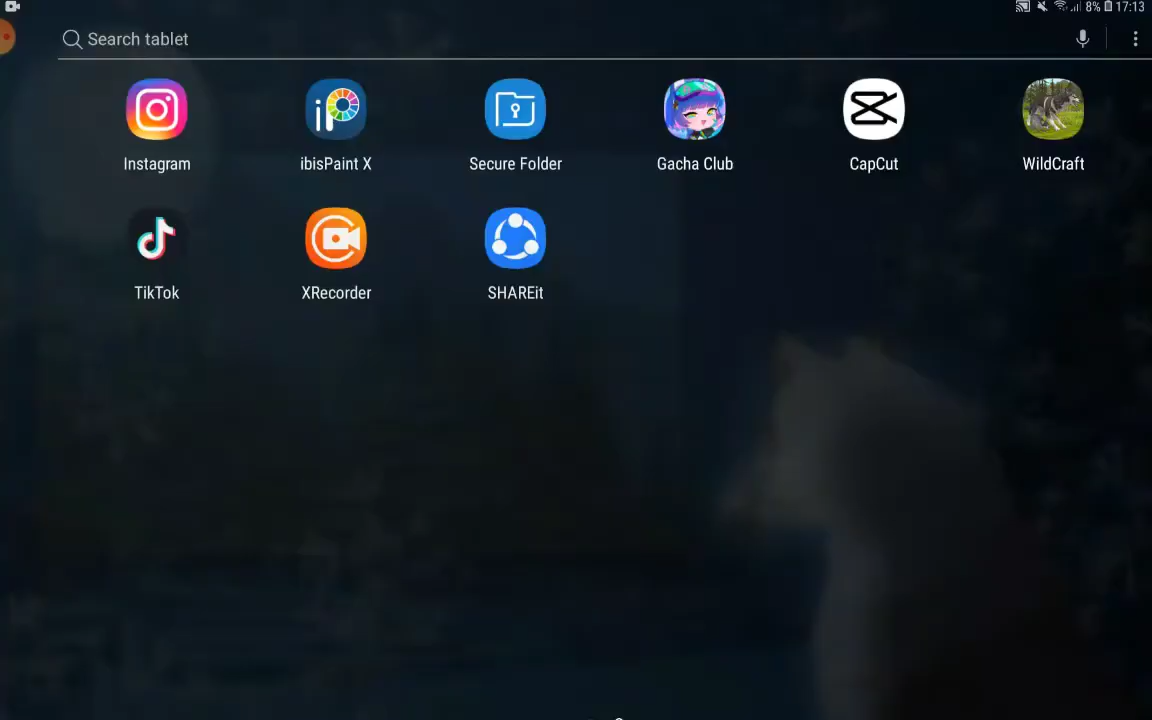 8% 17:13
Search tablet
Instagram ibisPaint X Secure Folder Gacha Club CapCut WildCraft
TikTok XRecorder SHAREit